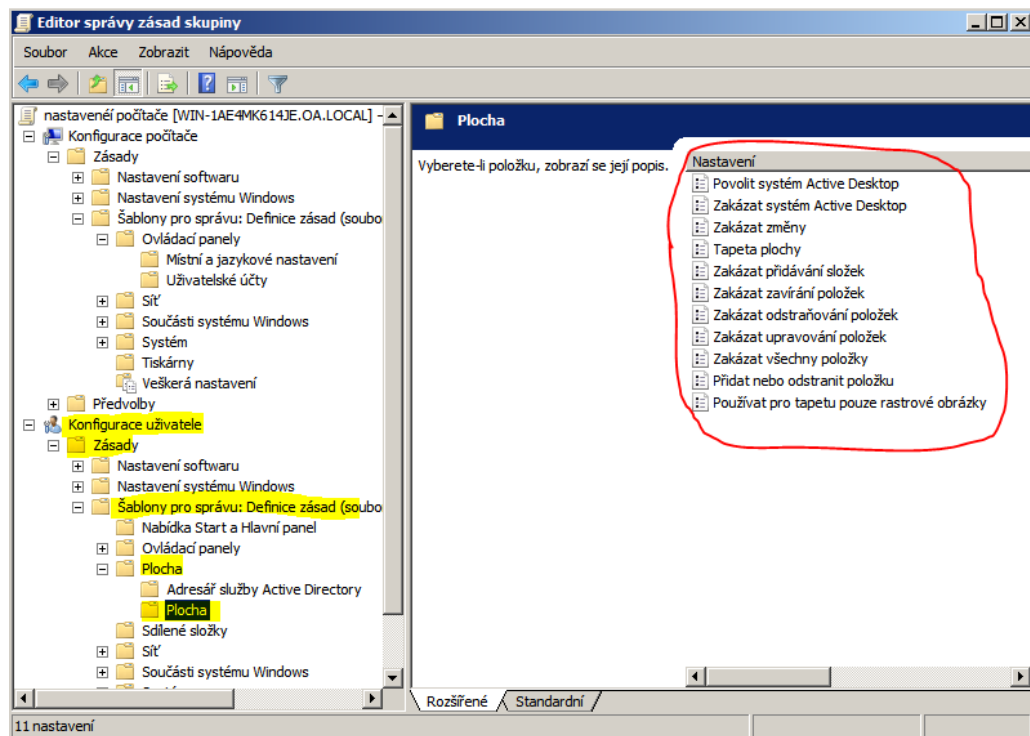 Editor správy zásad skupiny
Soubor Akce Zobrazit Nápověda
nastavenéí počítače [WIN-1AE4MK614JE.OA.LOCAL] -
Konfigurace počítače
Zásady
Nastavení softwaru
Nastavení systému Windows
Šablony pro správu: Definice zásad (soubo
Ovládací panely
Místní a jazykové nastavení
Uživatelské účty
Síť
Součásti systému Windows
Systém
Tiskárny
Veškerá nastavení
Předvolby
Konfigurace uživatele
Zásady
Nastavení softwaru
Nastavení systému Windows
Šablony pro správu: Definice zásad (soubo
Nabídka Start a Hlavní panel
Ovládací panely
Plocha
Adresář služby Active Directory
Plocha
Sdílené složky
Síť
Součásti systému Windows
Plocha
Vyberete-li položku, zobrazí se její popis.
Nastavení
Povolit systém Active Desktop
Zakázat systém Active Desktop
Zakázat změny
Tapeta plochy
Zakázat přidávání složek
Zakázat zavírání položek
Zakázat odstraňování položek
Zakázat upravování položek
Zakázat všechny položky
Přidat nebo odstranit položku
Používat pro tapetu pouze rastrové obrázky
Rozšířené Standardní
11 nastavení